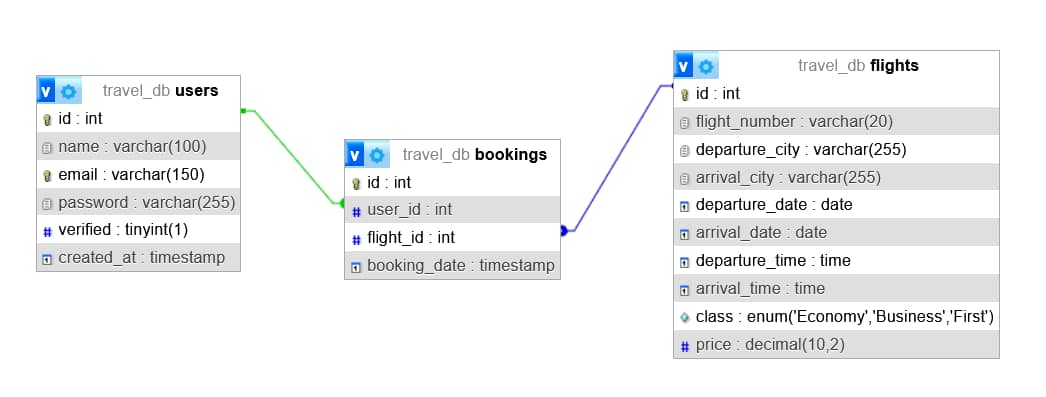 v travel_db users
id : int
name : varchar(100)
email : varchar(150)
password : varchar(255)
# verified : tinyint(1)
created_at : timestamp
v travel_db bookings
id : int
# user_id : int
# flight_id : int
booking_date : timestamp
v travel_db flights
id : int
flight_number : varchar(20)
departure_city : varchar(255)
arrival_city : varchar(255)
departure_date : date
arrival_date : date
departure_time : time
arrival_time : time
class : enum('Economy','Business','First')
# price : decimal(10,2)